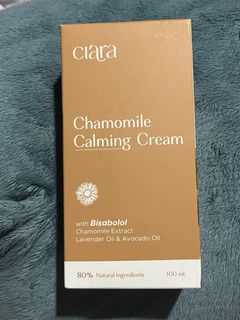 ciara
Chamomile
Calming Cream
with Bisabolol
Chamomile Extract
Lavender Oil & Avocado Oil
80% Natural Ingredients
100 mL